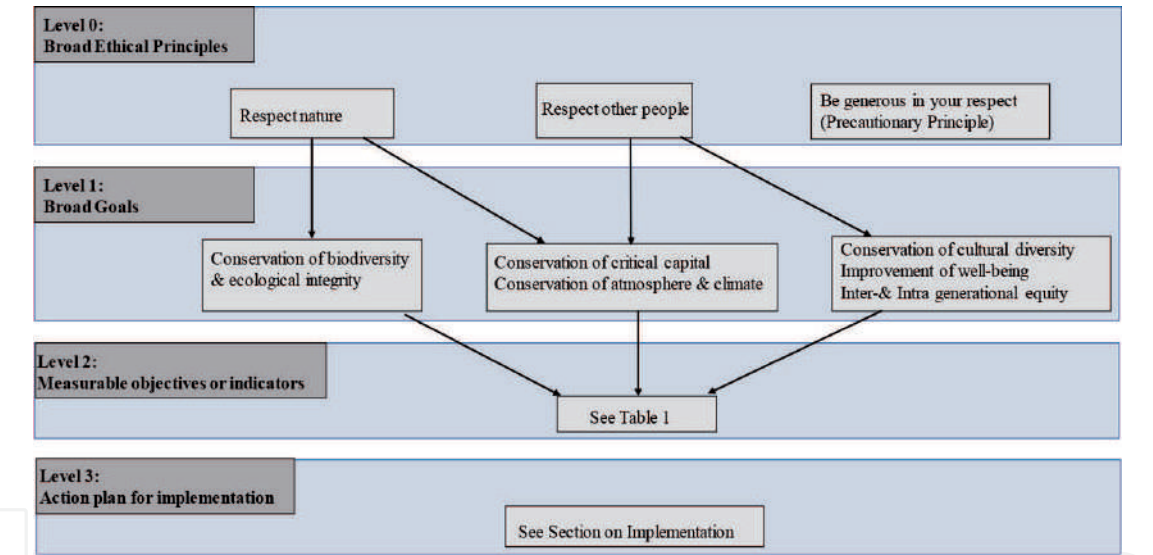 Level 0:
Broad Ethical Principles
Respect nature
Respect other people
Be generous in your respect
(Precautionary Principle)
Level 1:
Broad Goals
Conservation of biodiversity
& ecological integrity
Conservation of critical capital
Conservation of atmosphere & climate
Conservation of cultural diversity
Improvement of well-being
Inter-& Intra generational equity
Level 2:
Measurable objectives or indicators
See Table 1
Level 3:
Action plan for implementation
See Section on Implementation